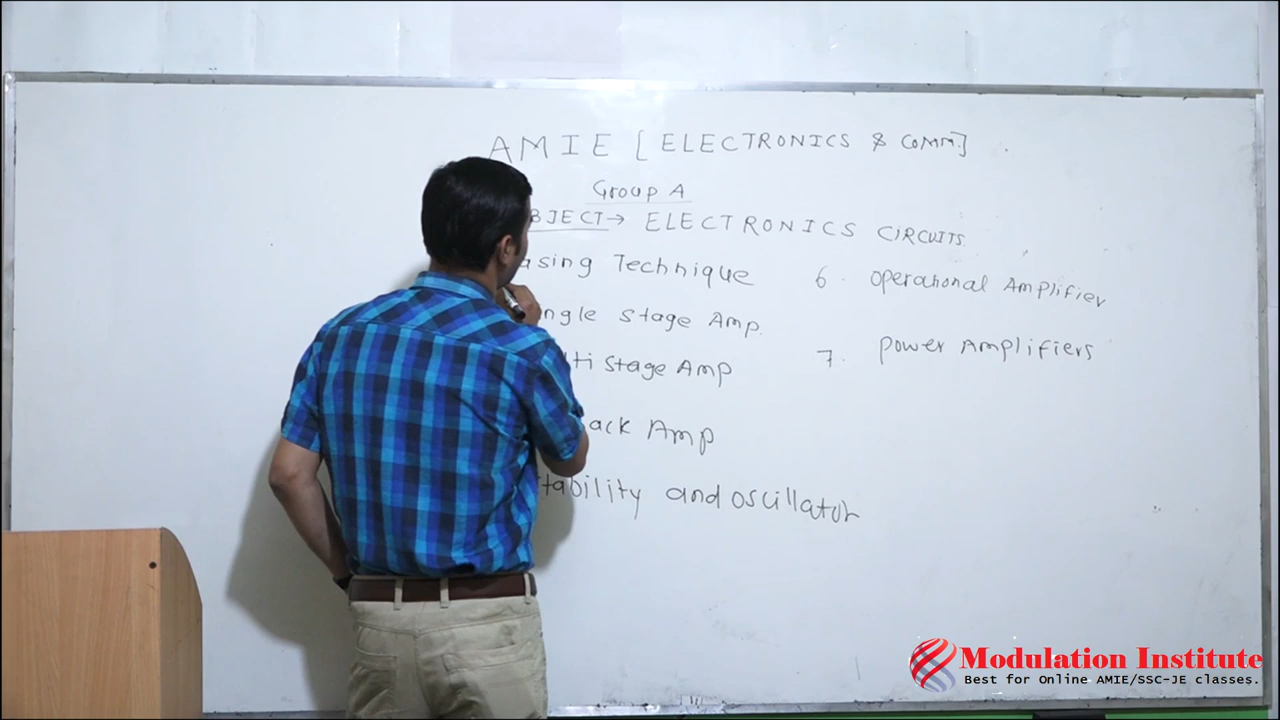 AMIE [ELECTRONICS & COMM]
Group A
BJECT→ ELECTRONICS CIRCUITS
asing Technique
ngle Stage Amp.
ti Stage Amp
ack Amp
tability and oscillator
6. Operational Amplifier
7. Power Amplifiers
Modulation Institute
Best for Online AMIE/SSC-JE classes.